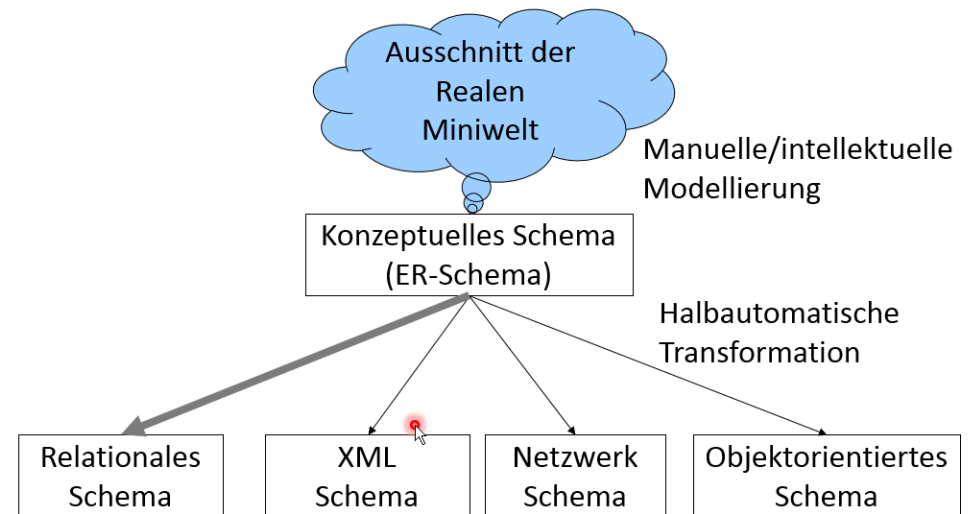 Ausschnitt der
Realen
Miniwelt
Manuelle/intellektuelle
Modellierung
Konzeptuelles Schema
(ER-Schema)
Halbautomatische
Transformation
Relationales
Schema
XML
Schema
Netzwerk
Schema
Objektorientiertes
Schema